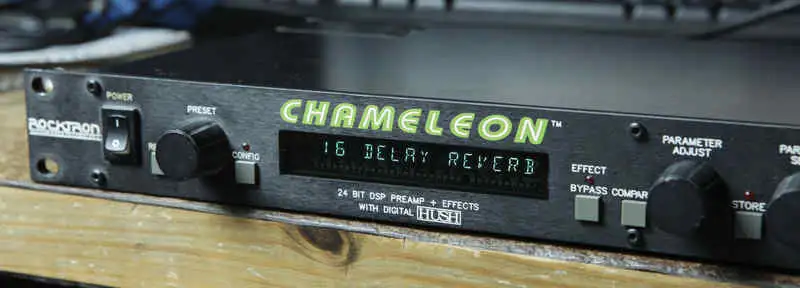 POWER
ROCKTRON
PRESET
CONFIG
CHAMELEON™
16 DELAY REVERB
24 BIT DSP PREAMP + EFFECTS
WITH DIGITAL HUSH
EFFECT
BYPASS
COMPAR
PARAMETER
ADJUST
STORE